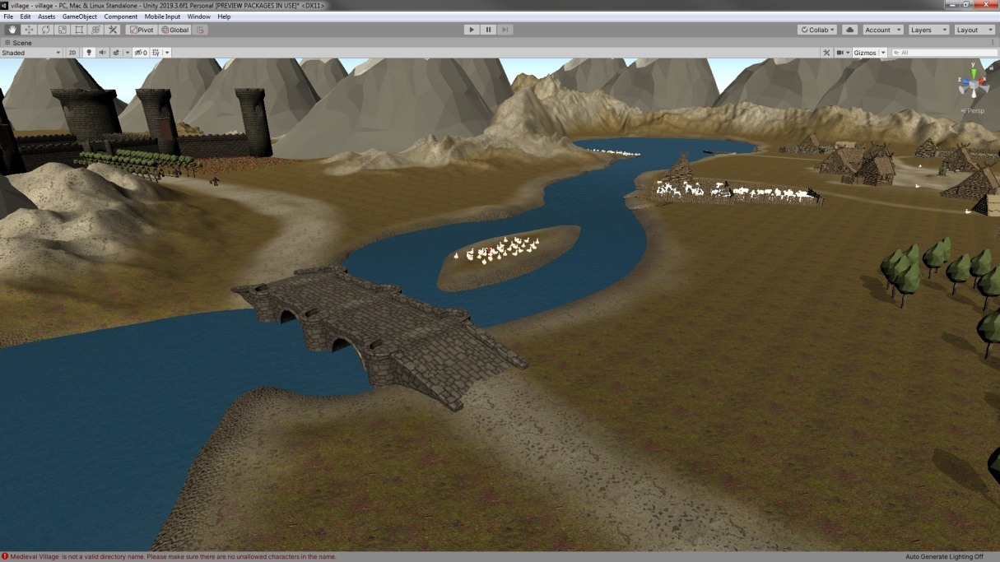 village - village - PC, Mac & Linux Standalone - Unity 2019.3.6f1 Personal [PREVIEW PACKAGES IN USE]* <DX11>
File Edit Assets GameObject Component Mobile Input Window Help
Pivot Global Collab Account Layers Layout
Scene
Shaded 2D 0 Gizmos All
y
z x
Persp
Medieval Village is not a valid directory name. Please make sure there are no unallowed characters in the name. Auto Generate Lighting Off